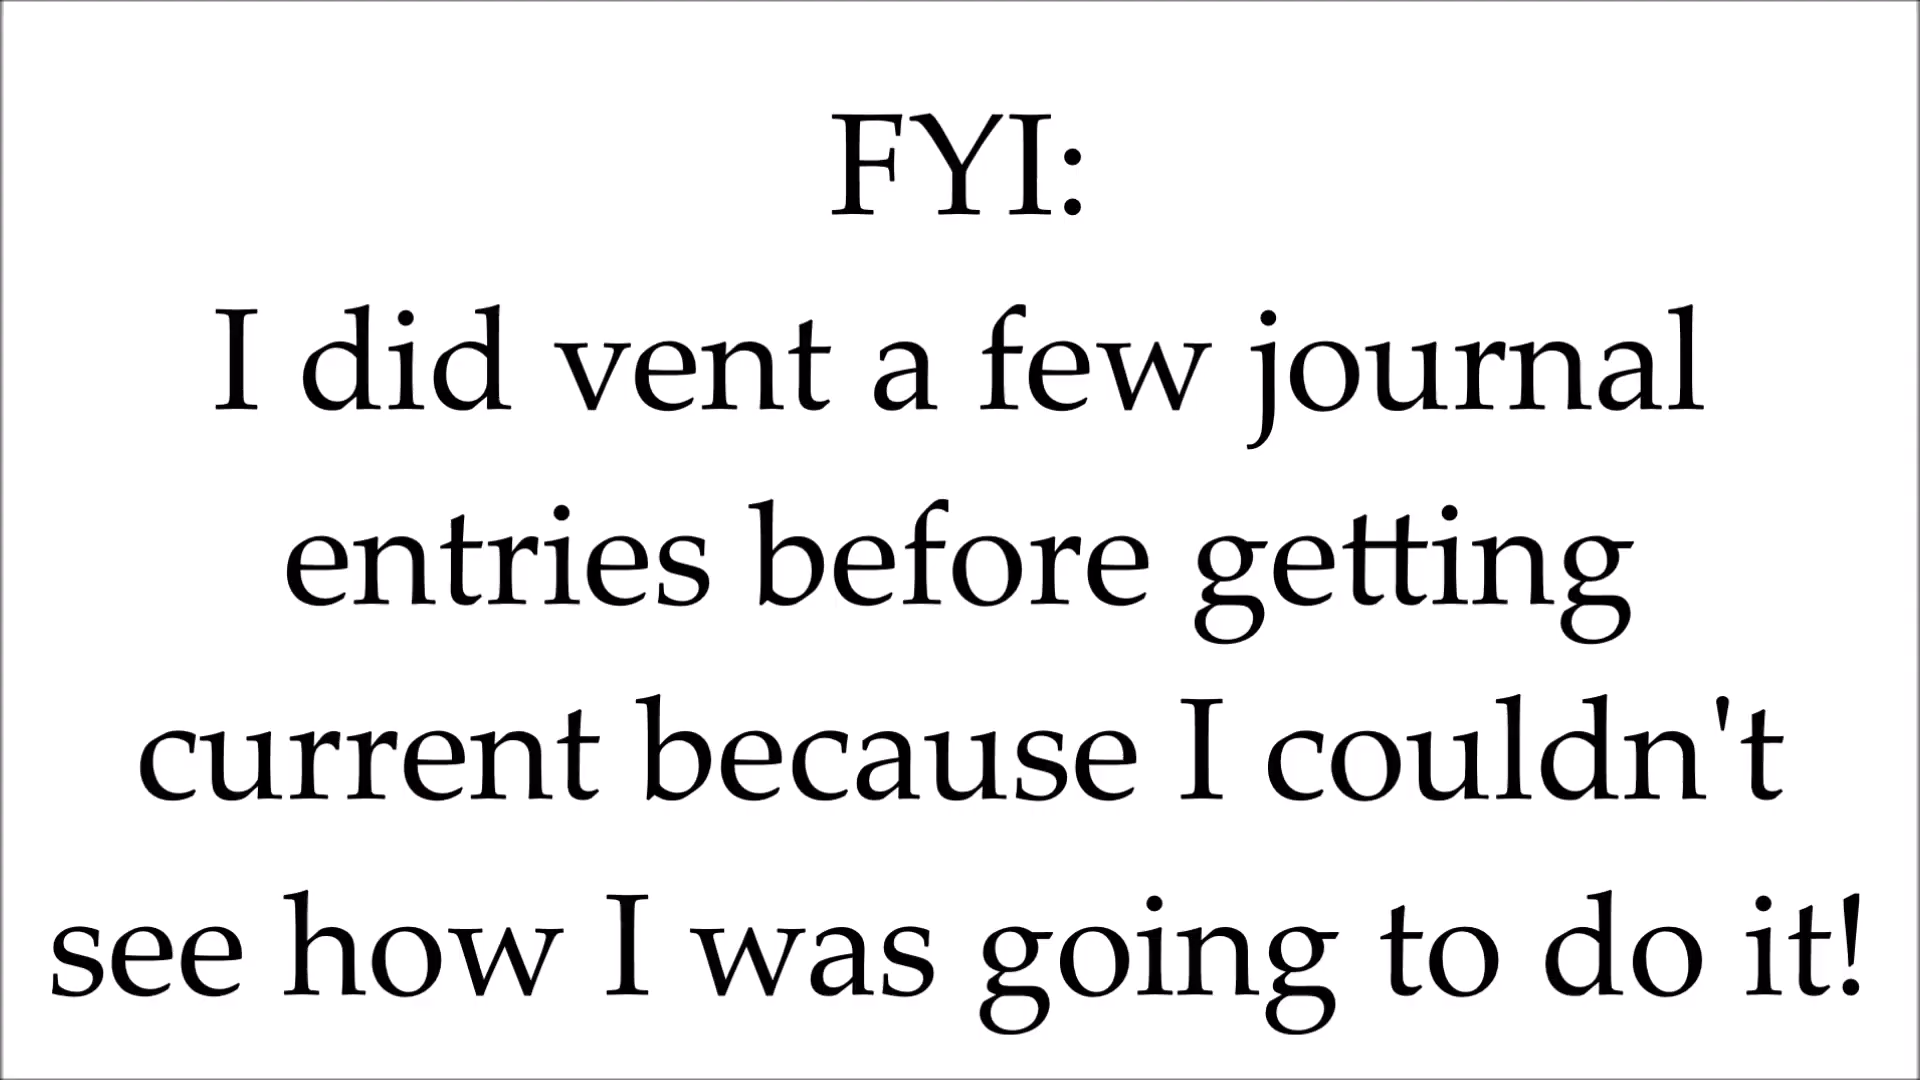 FYI:
I did vent a few journal
entries before getting
current because I couldn't
see how I was going to do it!